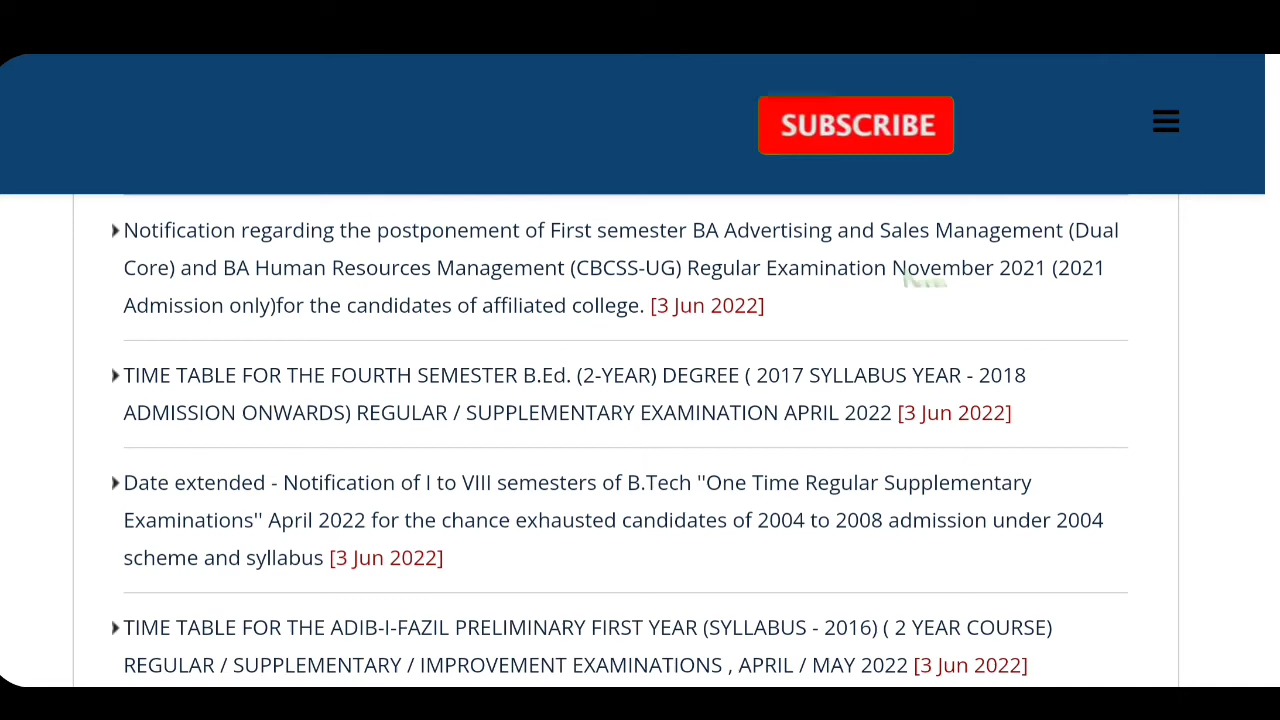 SUBSCRIBE
Notification regarding the postponement of First semester BA Advertising and Sales Management (Dual
Core) and BA Human Resources Management (CBCSS-UG) Regular Examination November 2021 (2021
Admission only)for the candidates of affiliated college. [3 Jun 2022]
TIME TABLE FOR THE FOURTH SEMESTER B.Ed. (2-YEAR) DEGREE ( 2017 SYLLABUS YEAR - 2018
ADMISSION ONWARDS) REGULAR / SUPPLEMENTARY EXAMINATION APRIL 2022 [3 Jun 2022]
Date extended - Notification of I to VIII semesters of B.Tech "One Time Regular Supplementary
Examinations" April 2022 for the chance exhausted candidates of 2004 to 2008 admission under 2004
scheme and syllabus [3 Jun 2022]
TIME TABLE FOR THE ADIB-I-FAZIL PRELIMINARY FIRST YEAR (SYLLABUS - 2016) ( 2 YEAR COURSE)
REGULAR / SUPPLEMENTARY / IMPROVEMENT EXAMINATIONS , APRIL / MAY 2022 [3 Jun 2022]